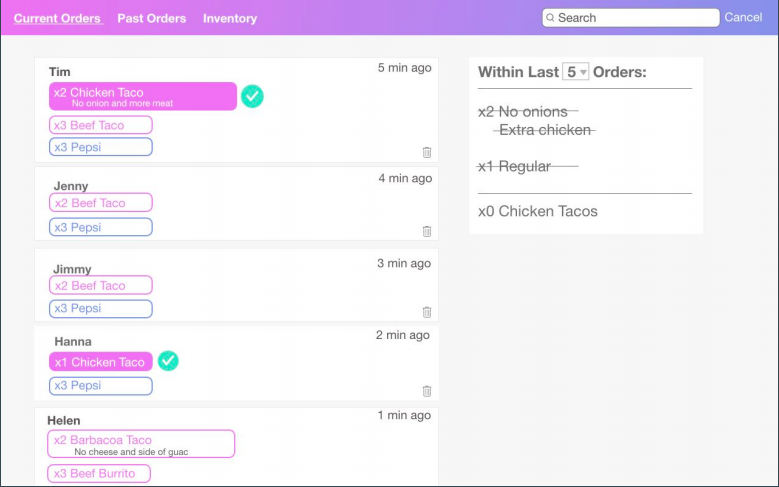 Current Orders Past Orders Inventory Search Cancel
Tim 5 min ago
x2 Chicken Taco
No onion and more meat
x3 Beef Taco
x3 Pepsi
Jenny 4 min ago
x2 Beef Taco
x3 Pepsi
Jimmy 3 min ago
x2 Beef Taco
x3 Pepsi
Hanna 2 min ago
x1 Chicken Taco
x3 Pepsi
Helen 1 min ago
x2 Barbacoa Taco
No cheese and side of guac
x3 Beef Burrito
Within Last 5 Orders:
x2 No onions
Extra chicken
x1 Regular
x0 Chicken Tacos